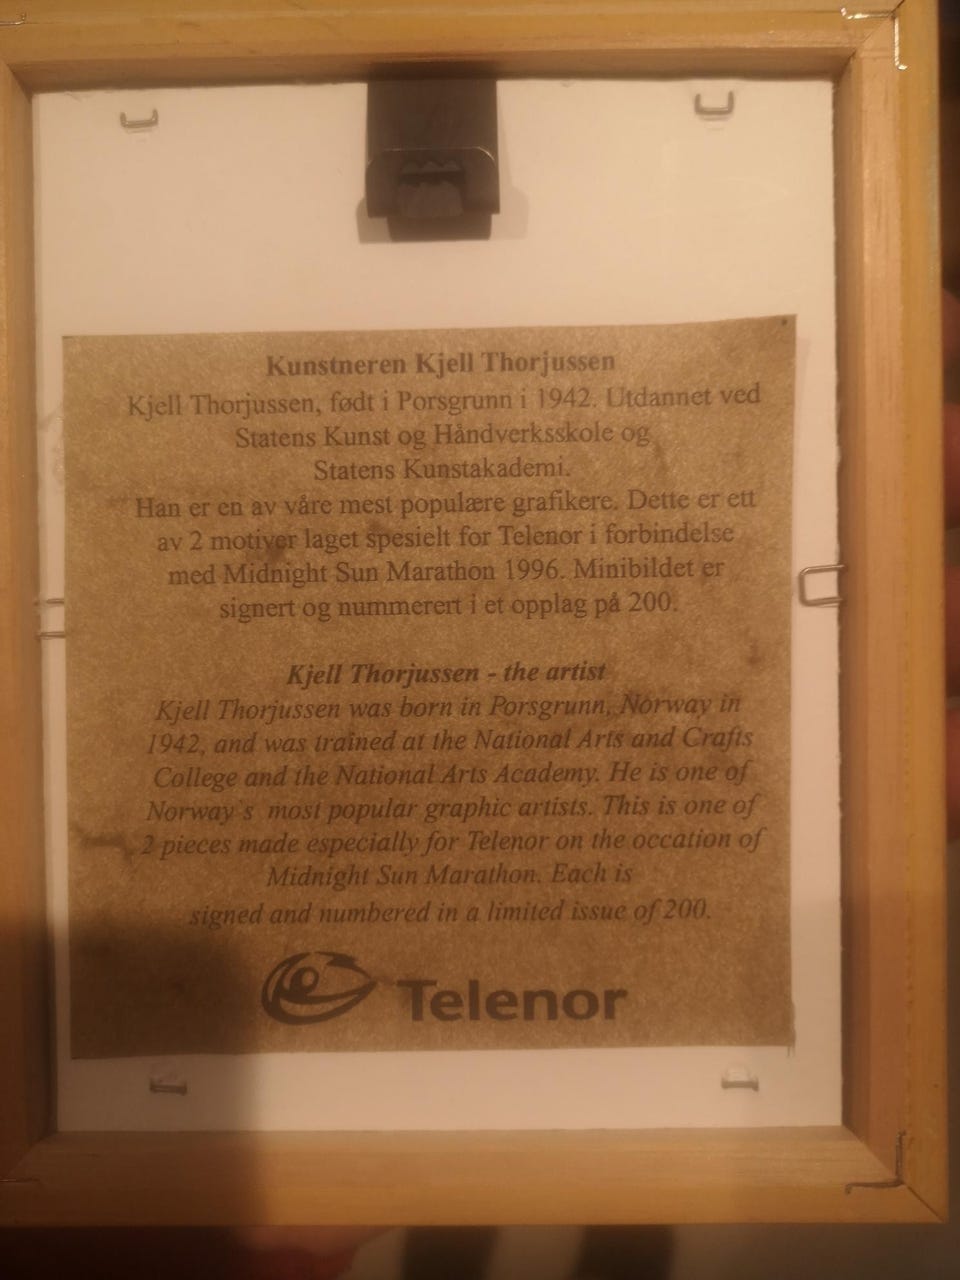 Kunstneren Kjell Thorjussen
Kjell Thorjussen, født i Porsgrunn i 1942. Utdannet ved
Statens Kunst og Håndverksskole og
Statens Kunstakademi.
Han er en av våre mest populære grafikere. Dette er ett
av 2 motiver laget spesielt for Telenor i forbindelse
med Midnight Sun Marathon 1996. Minibildet er
signert og nummerert i et opplag på 200.
Kjell Thorjussen - the artist
Kjell Thorjussen was born in Porsgrunn, Norway in
1942, and was trained at the National Arts and Crafts
College and the National Arts Academy. He is one of
Norway`s most popular graphic artists. This is one of
2 pieces made especially for Telenor on the occation of
Midnight Sun Marathon. Each is
signed and numbered in a limited issue of 200.
Telenor